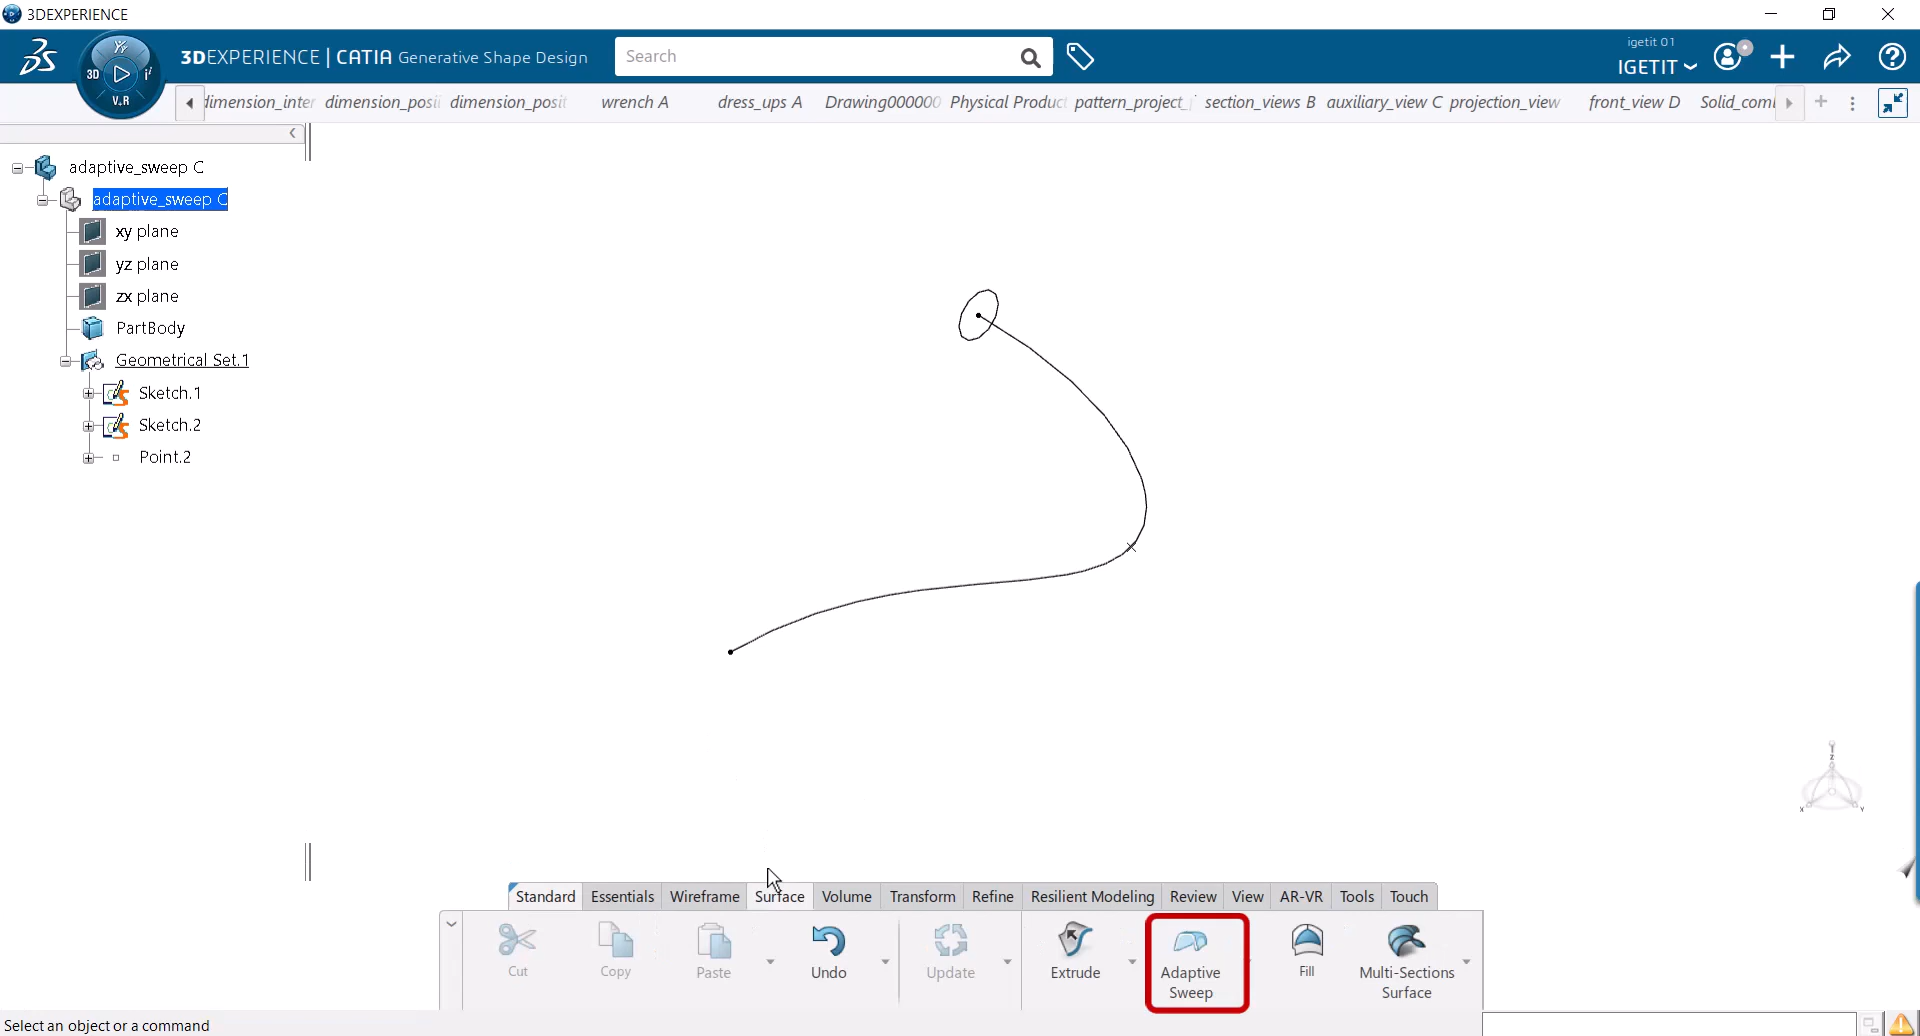 3DEXPERIENCE
3D
V.R
3DEXPERIENCE | CATIA Generative Shape Design
Search
igetit 01
IGETIT
dimension_inter
dimension_posi
dimension_posit
wrench A
dress_ups A
Drawing000000
Physical Produc
pattern_project_
section_views B
auxiliary_view C
projection_view
front_view D
Solid_com
adaptive_sweep C
adaptive_sweep C
xy plane
yz plane
zx plane
PartBody
Geometrical Set.1
Sketch.1
Sketch.2
Point.2
z
x
y
Standard
Essentials
Wireframe
Surface
Volume
Transform
Refine
Resilient Modeling
Review
View
AR-VR
Tools
Touch
Cut
Copy
Paste
Undo
Update
Extrude
Adaptive
Sweep
Fill
Multi-Sections
Surface
Select an object or a command